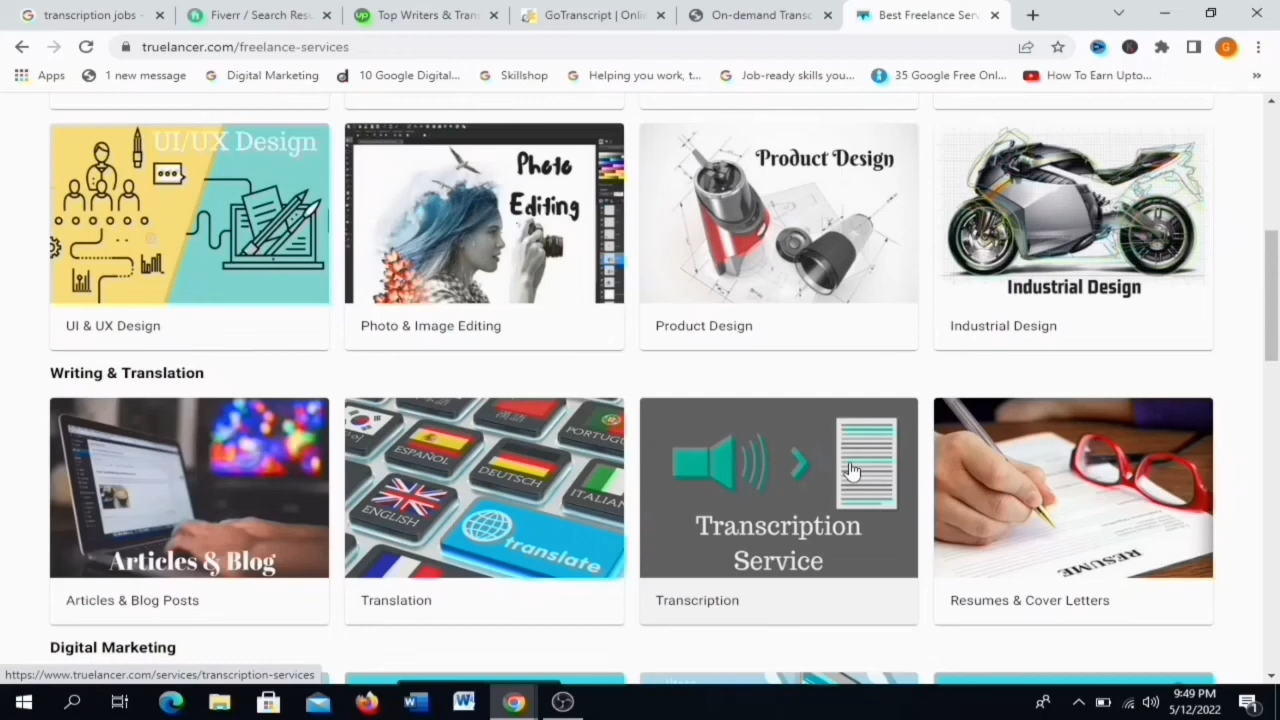 transcription jobs -
Fiverr / Search Resu
Top Writers & Trans
GoTranscript | Onlin
On-demand Transc
Best Freelance Serv
truelancer.com/freelance-services
Apps
1 new message
Digital Marketing
10 Google Digital...
Skillshop
Helping you work, t...
Job-ready skills you...
35 Google Free Onl...
How To Earn Upto...
UI/UX Design
Photo
Editing
Product Design
Industrial Design
UI & UX Design
Photo & Image Editing
Product Design
Industrial Design
Writing & Translation
ESPAÑOL
DEUTSCH
ENGLISH
ITALIAN
translate
Articles & Blog
Transcription
Service
RESUME
Articles & Blog Posts
Translation
Transcription
Resumes & Cover Letters
Digital Marketing
https://www.truelancer.com/services/transcription-services
9:49 PM
5/12/2022